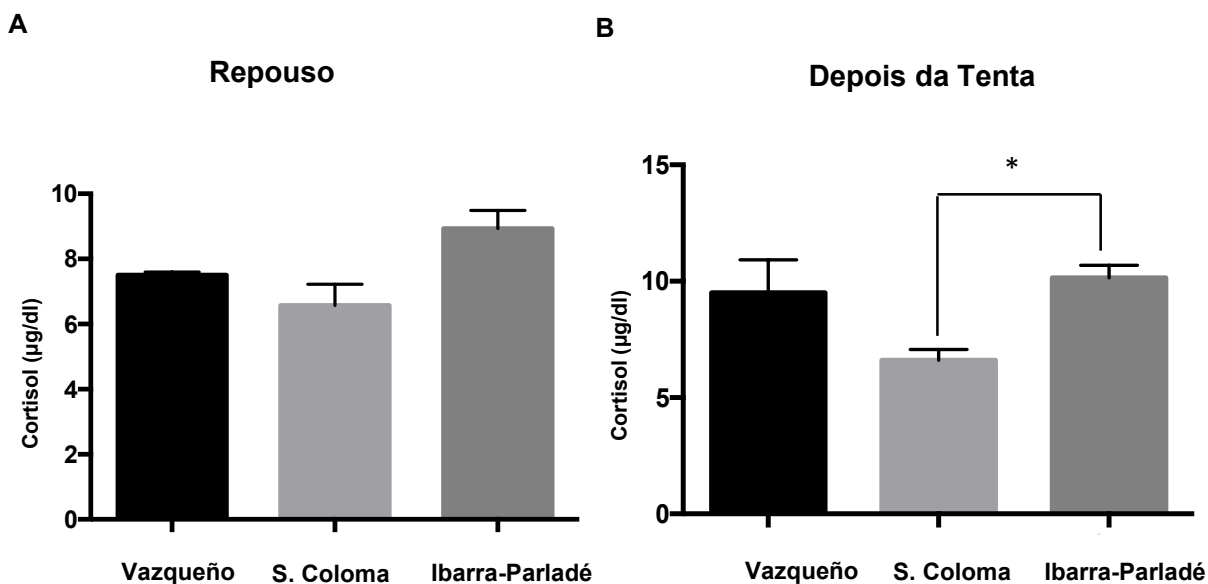 A
Repouso
Cortisol (µg/dl)
10
8
6
4
2
0
Vazqueño S. Coloma Ibarra-Parladé
B
Depois da Tenta
Cortisol (µg/dl)
15
10
5
0
*
Vazqueño S. Coloma Ibarra-Parladé